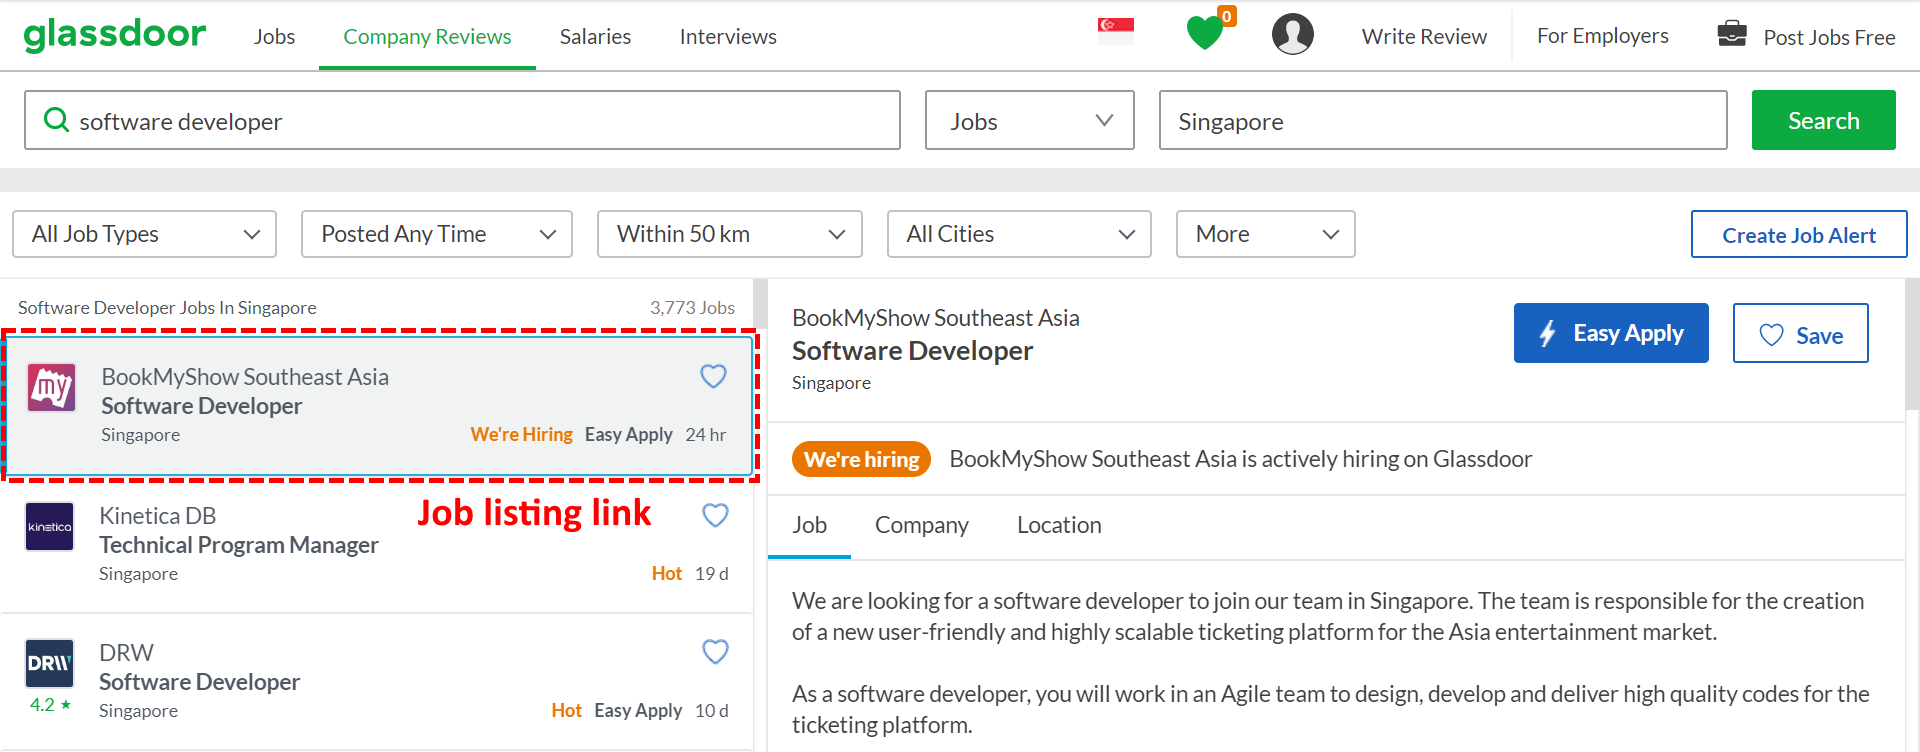 glassdoor Jobs Company Reviews Salaries Interviews 0 Write Review For Employers Post Jobs Free
software developer Jobs Singapore Search
All Job Types Posted Any Time Within 50 km All Cities More Create Job Alert
Software Developer Jobs In Singapore 3,773 Jobs
my
BookMyShow Southeast Asia
Software Developer
Singapore We're Hiring Easy Apply 24 hr
Job listing link
kinetica
Kinetica DB
Technical Program Manager
Singapore Hot 19 d
DRW
DRW
Software Developer
4.2 ★ Singapore Hot Easy Apply 10 d
BookMyShow Southeast Asia
Software Developer
Singapore
Easy Apply Save
We're hiring BookMyShow Southeast Asia is actively hiring on Glassdoor
Job Company Location
We are looking for a software developer to join our team in Singapore. The team is responsible for the creation
of a new user-friendly and highly scalable ticketing platform for the Asia entertainment market.
As a software developer, you will work in an Agile team to design, develop and deliver high quality codes for the
ticketing platform.